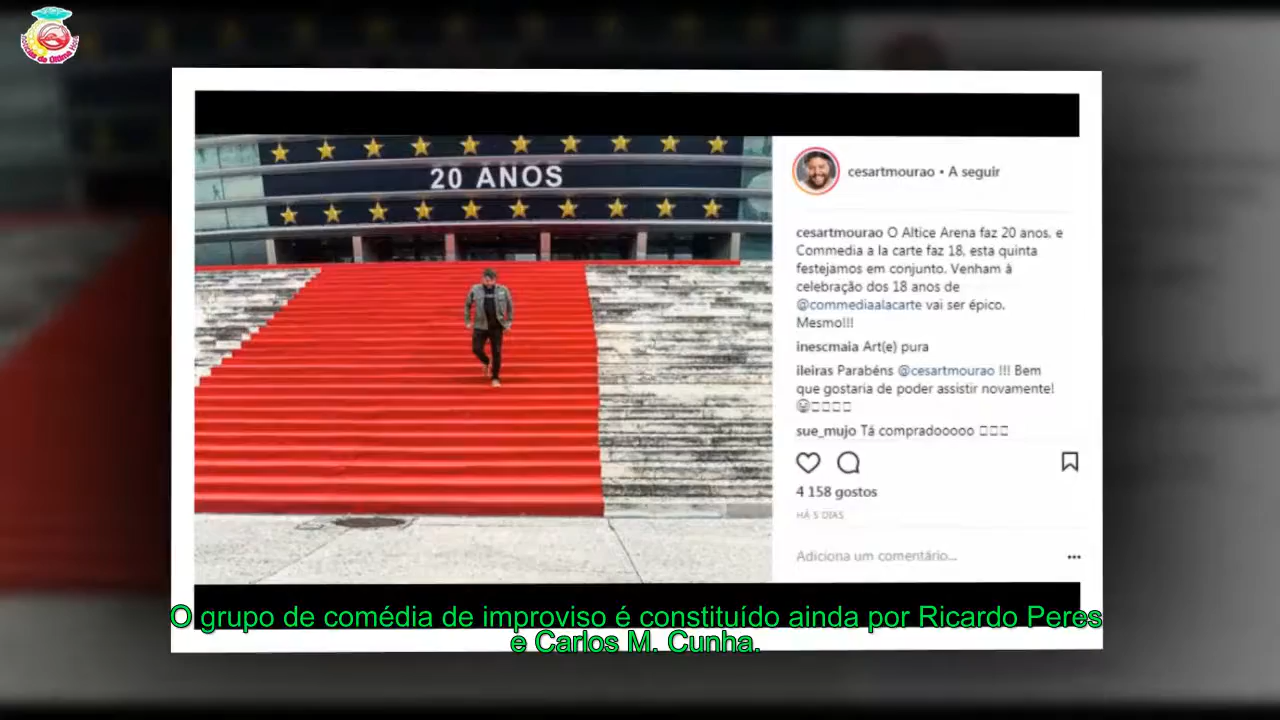 20 ANOS
cesartmourao • A seguir
cesartmourao O Altice Arena faz 20 anos, e
Commedia a la carte faz 18, esta quinta
festejamos em conjunto. Venham à
celebração dos 18 anos de
@commediaalacarte vai ser épico.
Mesmo!!!
inescmaia Art(e) pura
ileiras Parabéns @cesartmourao !!! Bem
que gostaria de poder assistir novamente!
sue_mujo Tá compradooooo
4 158 gostos
HÁ 5 DIAS
Adiciona um comentário...
O grupo de comédia de improviso é constituído ainda por Ricardo Peres
e Carlos M. Cunha.